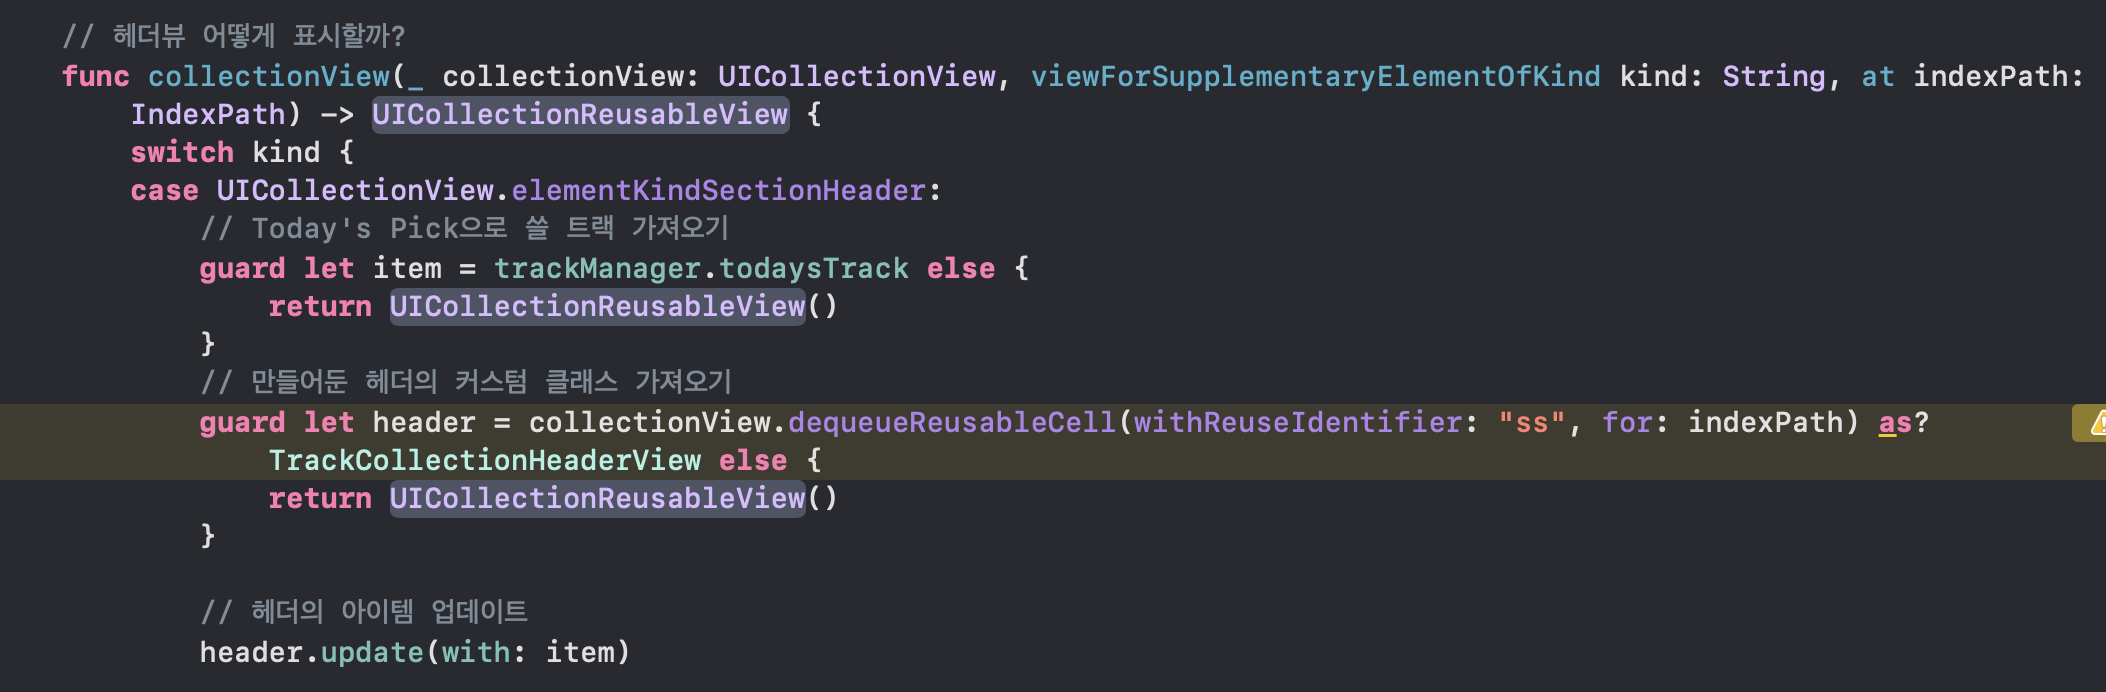 // 헤더뷰 어떻게 표시할까?
func collectionView(_ collectionView: UICollectionView, viewForSupplementaryElementOfKind kind: String, at indexPath:
IndexPath) -> UICollectionReusableView {
switch kind {
case UICollectionView.elementKindSectionHeader:
// Today's Pick으로 쓸 트랙 가져오기
guard let item = trackManager.todaysTrack else {
return UICollectionReusableView()
}
// 만들어둔 헤더의 커스텀 클래스 가져오기
guard let header = collectionView.dequeueReusableCell(withReuseIdentifier: "ss", for: indexPath) as?
TrackCollectionHeaderView else {
return UICollectionReusableView()
}
// 헤더의 아이템 업데이트
header.update(with: item)